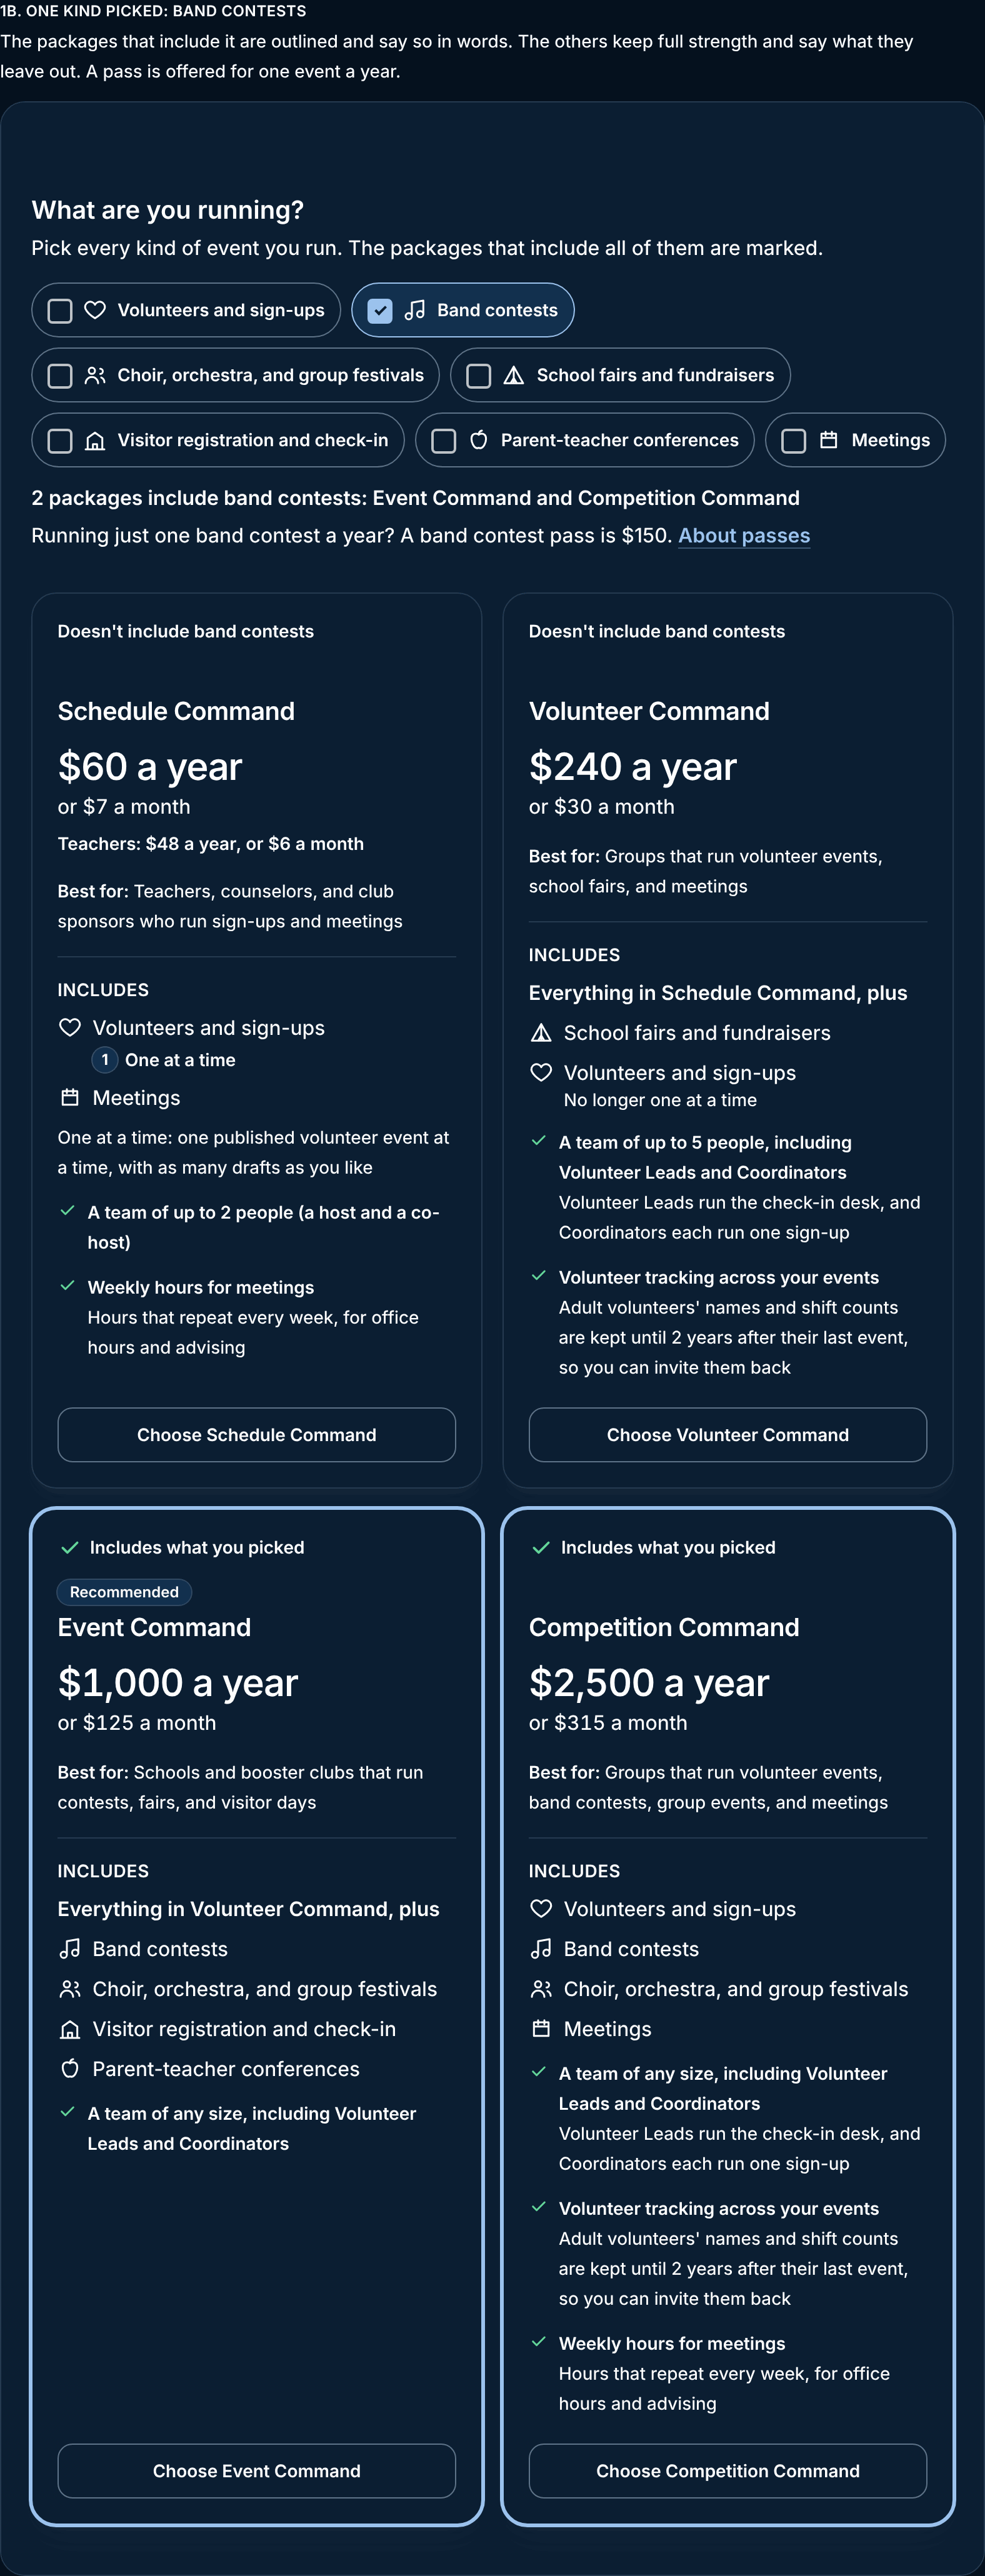 1B. ONE KIND PICKED: BAND CONTESTS
The packages that include it are outlined and say so in words. The others keep full strength and say what they
leave out. A pass is offered for one event a year.
What are you running?
Pick every kind of event you run. The packages that include all of them are marked.
Volunteers and sign-ups
Band contests
Choir, orchestra, and group festivals
School fairs and fundraisers
Visitor registration and check-in
Parent-teacher conferences
Meetings
2 packages include band contests: Event Command and Competition Command
Running just one band contest a year? A band contest pass is $150. About passes
Doesn't include band contests
Schedule Command
$60 a year
or $7 a month
Teachers: $48 a year, or $6 a month
Best for: Teachers, counselors, and club
sponsors who run sign-ups and meetings
INCLUDES
Volunteers and sign-ups
1 One at a time
Meetings
One at a time: one published volunteer event at
a time, with as many drafts as you like
A team of up to 2 people (a host and a co-
host)
Weekly hours for meetings
Hours that repeat every week, for office
hours and advising
Choose Schedule Command
Doesn't include band contests
Volunteer Command
$240 a year
or $30 a month
Best for: Groups that run volunteer events,
school fairs, and meetings
INCLUDES
Everything in Schedule Command, plus
School fairs and fundraisers
Volunteers and sign-ups
No longer one at a time
A team of up to 5 people, including
Volunteer Leads and Coordinators
Volunteer Leads run the check-in desk, and
Coordinators each run one sign-up
Volunteer tracking across your events
Adult volunteers' names and shift counts
are kept until 2 years after their last event,
so you can invite them back
Choose Volunteer Command
Includes what you picked
Recommended
Event Command
$1,000 a year
or $125 a month
Best for: Schools and booster clubs that run
contests, fairs, and visitor days
INCLUDES
Everything in Volunteer Command, plus
Band contests
Choir, orchestra, and group festivals
Visitor registration and check-in
Parent-teacher conferences
A team of any size, including Volunteer
Leads and Coordinators
Choose Event Command
Includes what you picked
Competition Command
$2,500 a year
or $315 a month
Best for: Groups that run volunteer events,
band contests, group events, and meetings
INCLUDES
Volunteers and sign-ups
Band contests
Choir, orchestra, and group festivals
Meetings
A team of any size, including Volunteer
Leads and Coordinators
Volunteer Leads run the check-in desk, and
Coordinators each run one sign-up
Volunteer tracking across your events
Adult volunteers' names and shift counts
are kept until 2 years after their last event,
so you can invite them back
Weekly hours for meetings
Hours that repeat every week, for office
hours and advising
Choose Competition Command